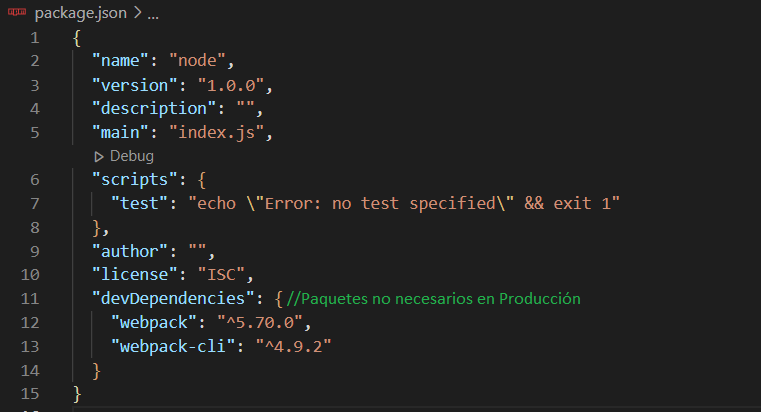 package.json > ...
1 {
2 "name": "node",
3 "version": "1.0.0",
4 "description": "",
5 "main": "index.js",
Debug
6 "scripts": {
7 "test": "echo \"Error: no test specified\" && exit 1"
8 },
9 "author": "",
10 "license": "ISC",
11 "devDependencies": { //Paquetes no necesarios en Producción
12 "webpack": "^5.70.0",
13 "webpack-cli": "^4.9.2"
14 }
15 }